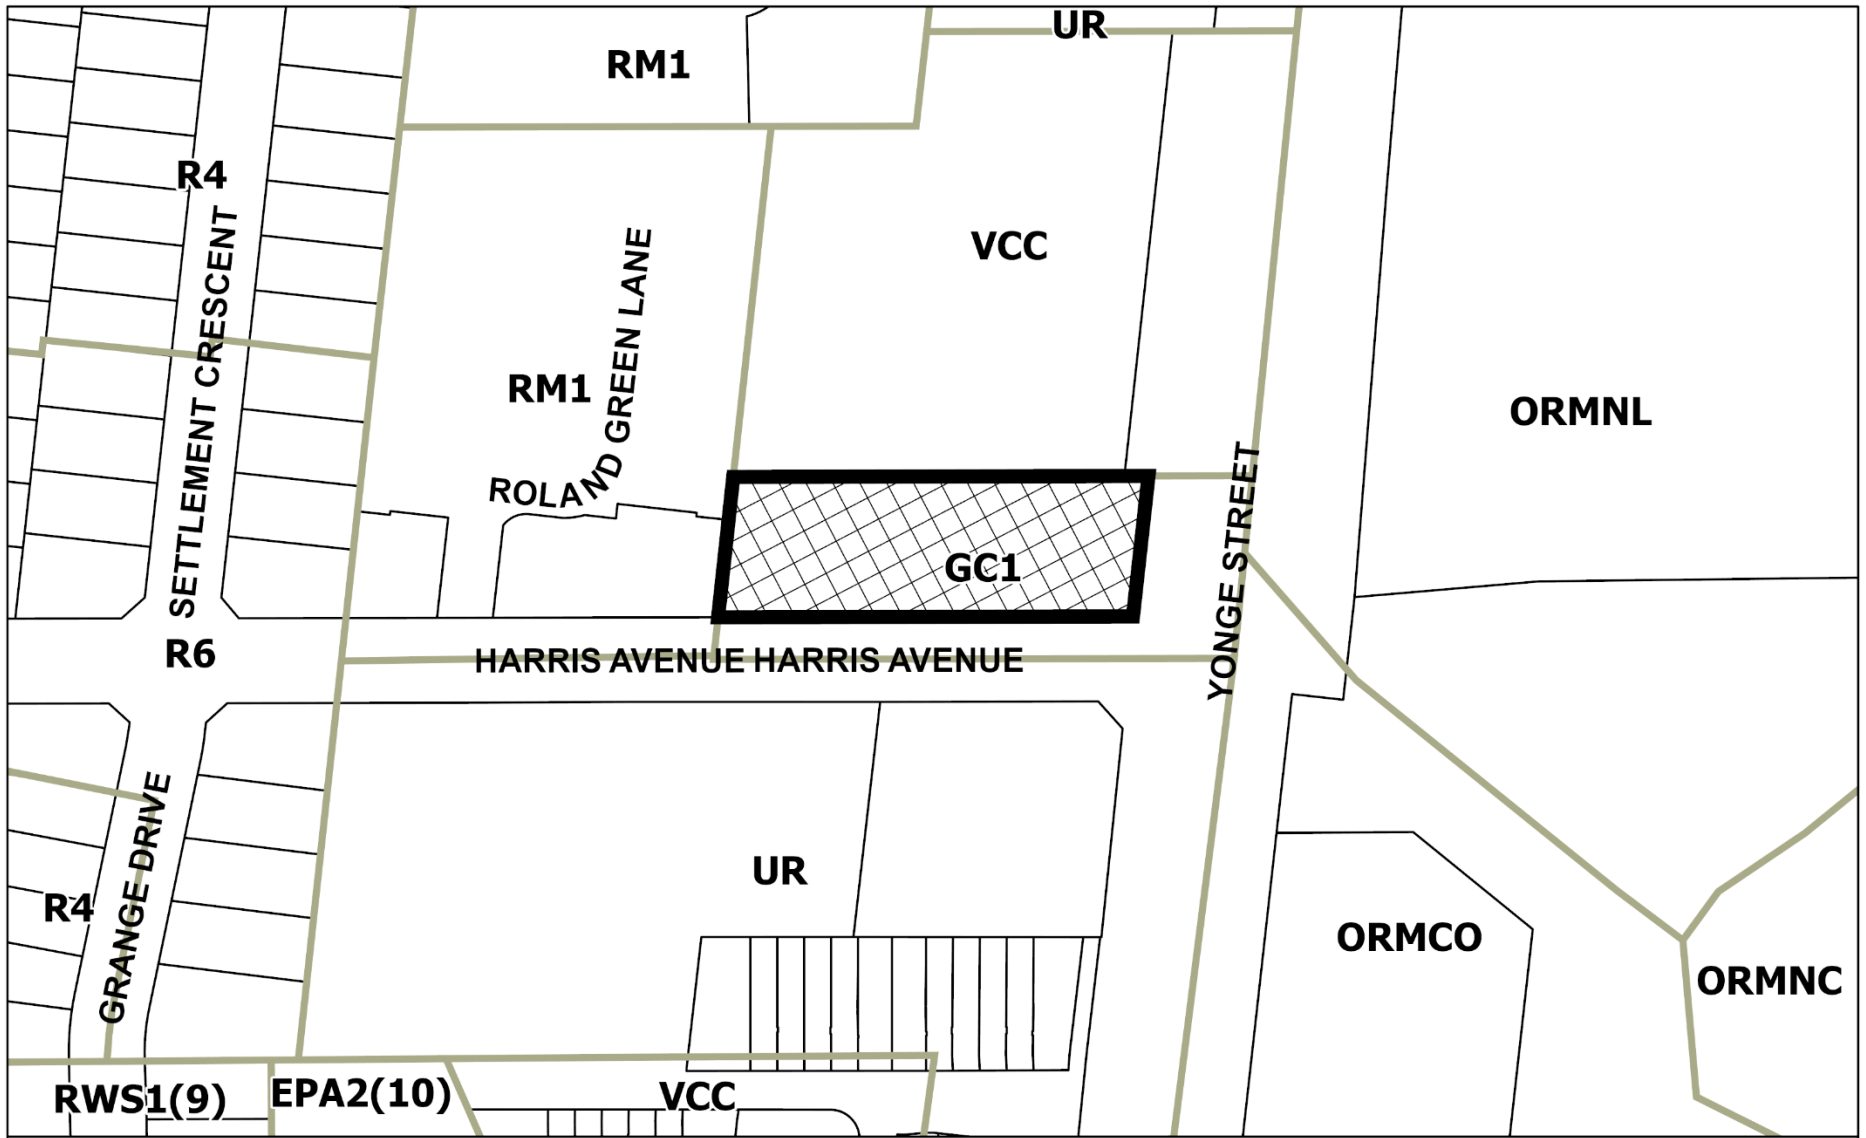 UR
RM1
R4
VCC
SETTLEMENT CRESCENT
ROLAND GREEN LANE
RM1
ORMNL
GC1
YONGE STREET
R6
HARRIS AVENUE HARRIS AVENUE
GRANGE DRIVE
UR
R4
ORMCO
ORMNC
RWS1(9)
EPA2(10)
VCC